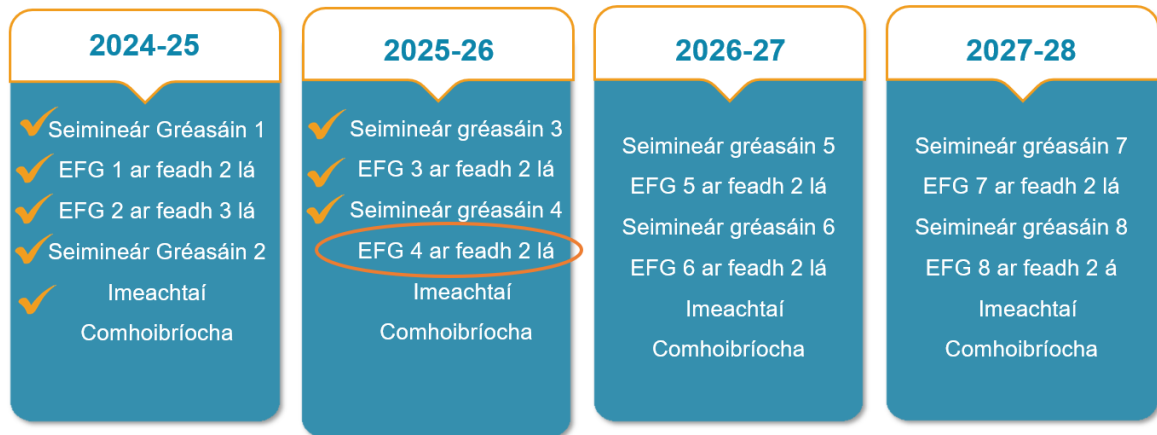 2024-25
Seimineár Gréasáin 1
EFG 1 ar feadh 2 lá
EFG 2 ar feadh 3 lá
Seimineár Gréasáin 2
Imeachtaí
Comhoibríocha
2025-26
Seimineár gréasáin 3
EFG 3 ar feadh 2 lá
Seimineár gréasáin 4
EFG 4 ar feadh 2 lá
Imeachtaí
Comhoibríocha
2026-27
Seimineár gréasáin 5
EFG 5 ar feadh 2 lá
Seimineár gréasáin 6
EFG 6 ar feadh 2 lá
Imeachtaí
Comhoibríocha
2027-28
Seimineár gréasáin 7
EFG 7 ar feadh 2 lá
Seimineár gréasáin 8
EFG 8 ar feadh 2 á
Imeachtaí
Comhoibríocha